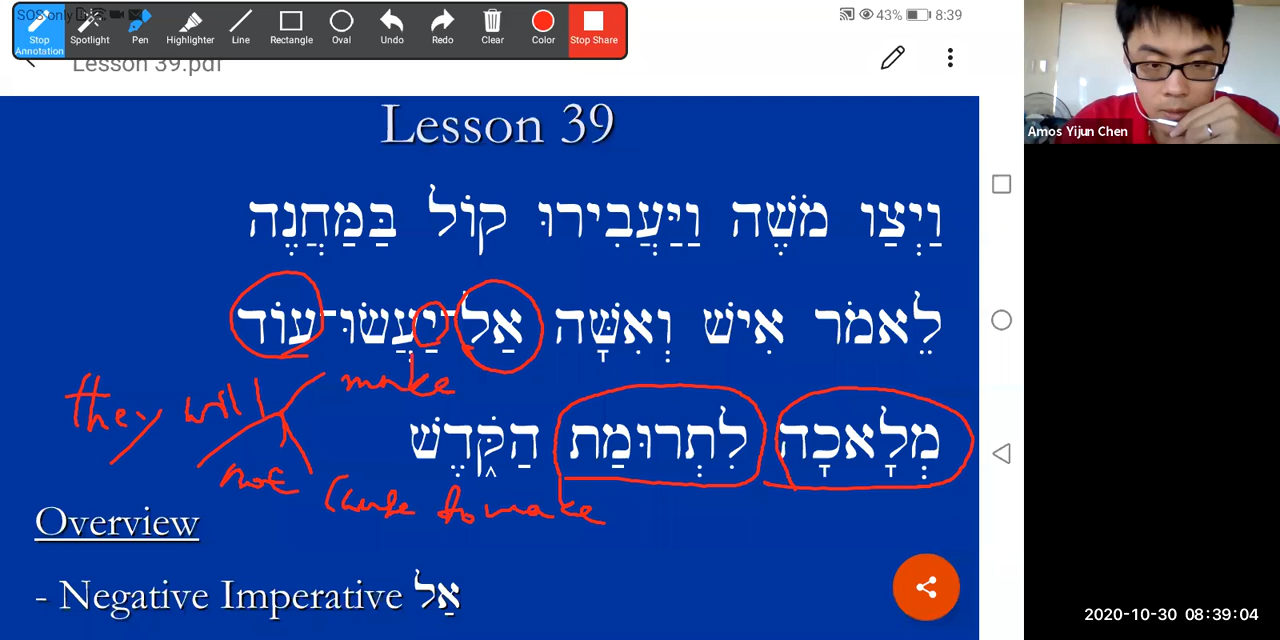 SOS only 43% 8:39
Stop Annotation Spotlight Pen Highlighter Line Rectangle Oval Undo Redo Clear Color Stop Share
Lesson 39.pdf
Amos Yijun Chen
Lesson 39
וַיְצַו מֹשֶׁה וַיַּעֲבִירוּ קוֹל בַּמַּחֲנֶה
לֵאמֹר אִישׁ וְאִשָּׁה אַל־יַעֲשׂוּ־עוֹד
they will make
מְלָאכָה לִתְרוּמַת הַקֹּדֶשׁ
not
to make
Overview
- Negative Imperative אַל
2020-10-30 08:39:04